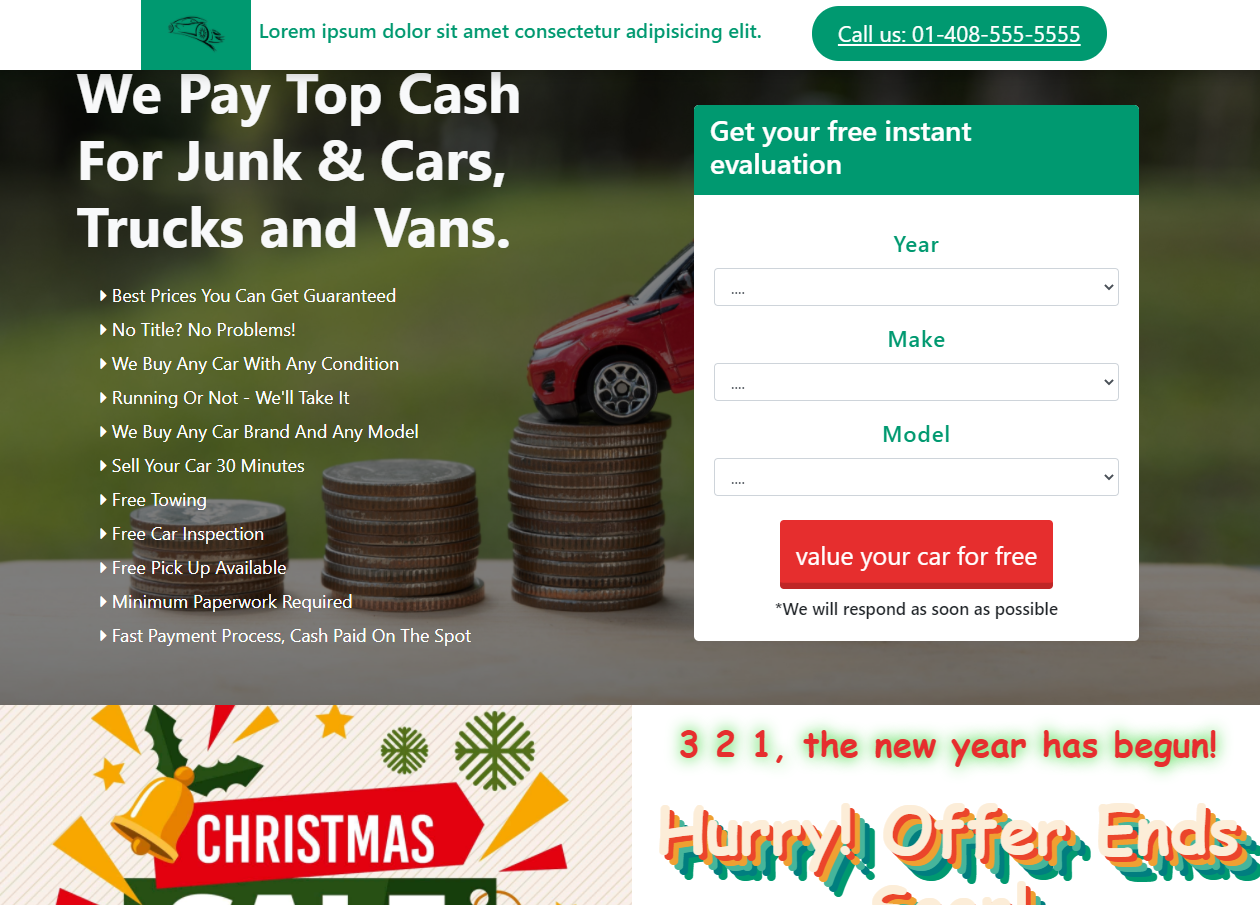 Lorem ipsum dolor sit amet consectetur adipisicing elit.
Call us: 01-408-555-5555
We Pay Top Cash
For Junk & Cars,
Trucks and Vans.
Best Prices You Can Get Guaranteed
No Title? No Problems!
We Buy Any Car With Any Condition
Running Or Not - We'll Take It
We Buy Any Car Brand And Any Model
Sell Your Car 30 Minutes
Free Towing
Free Car Inspection
Free Pick Up Available
Minimum Paperwork Required
Fast Payment Process, Cash Paid On The Spot
Get your free instant
evaluation
Year
....
Make
....
Model
....
value your car for free
*We will respond as soon as possible
CHRISTMAS
SALE
3 2 1, the new year has begun!
Hurry! Offer Ends
Soon!